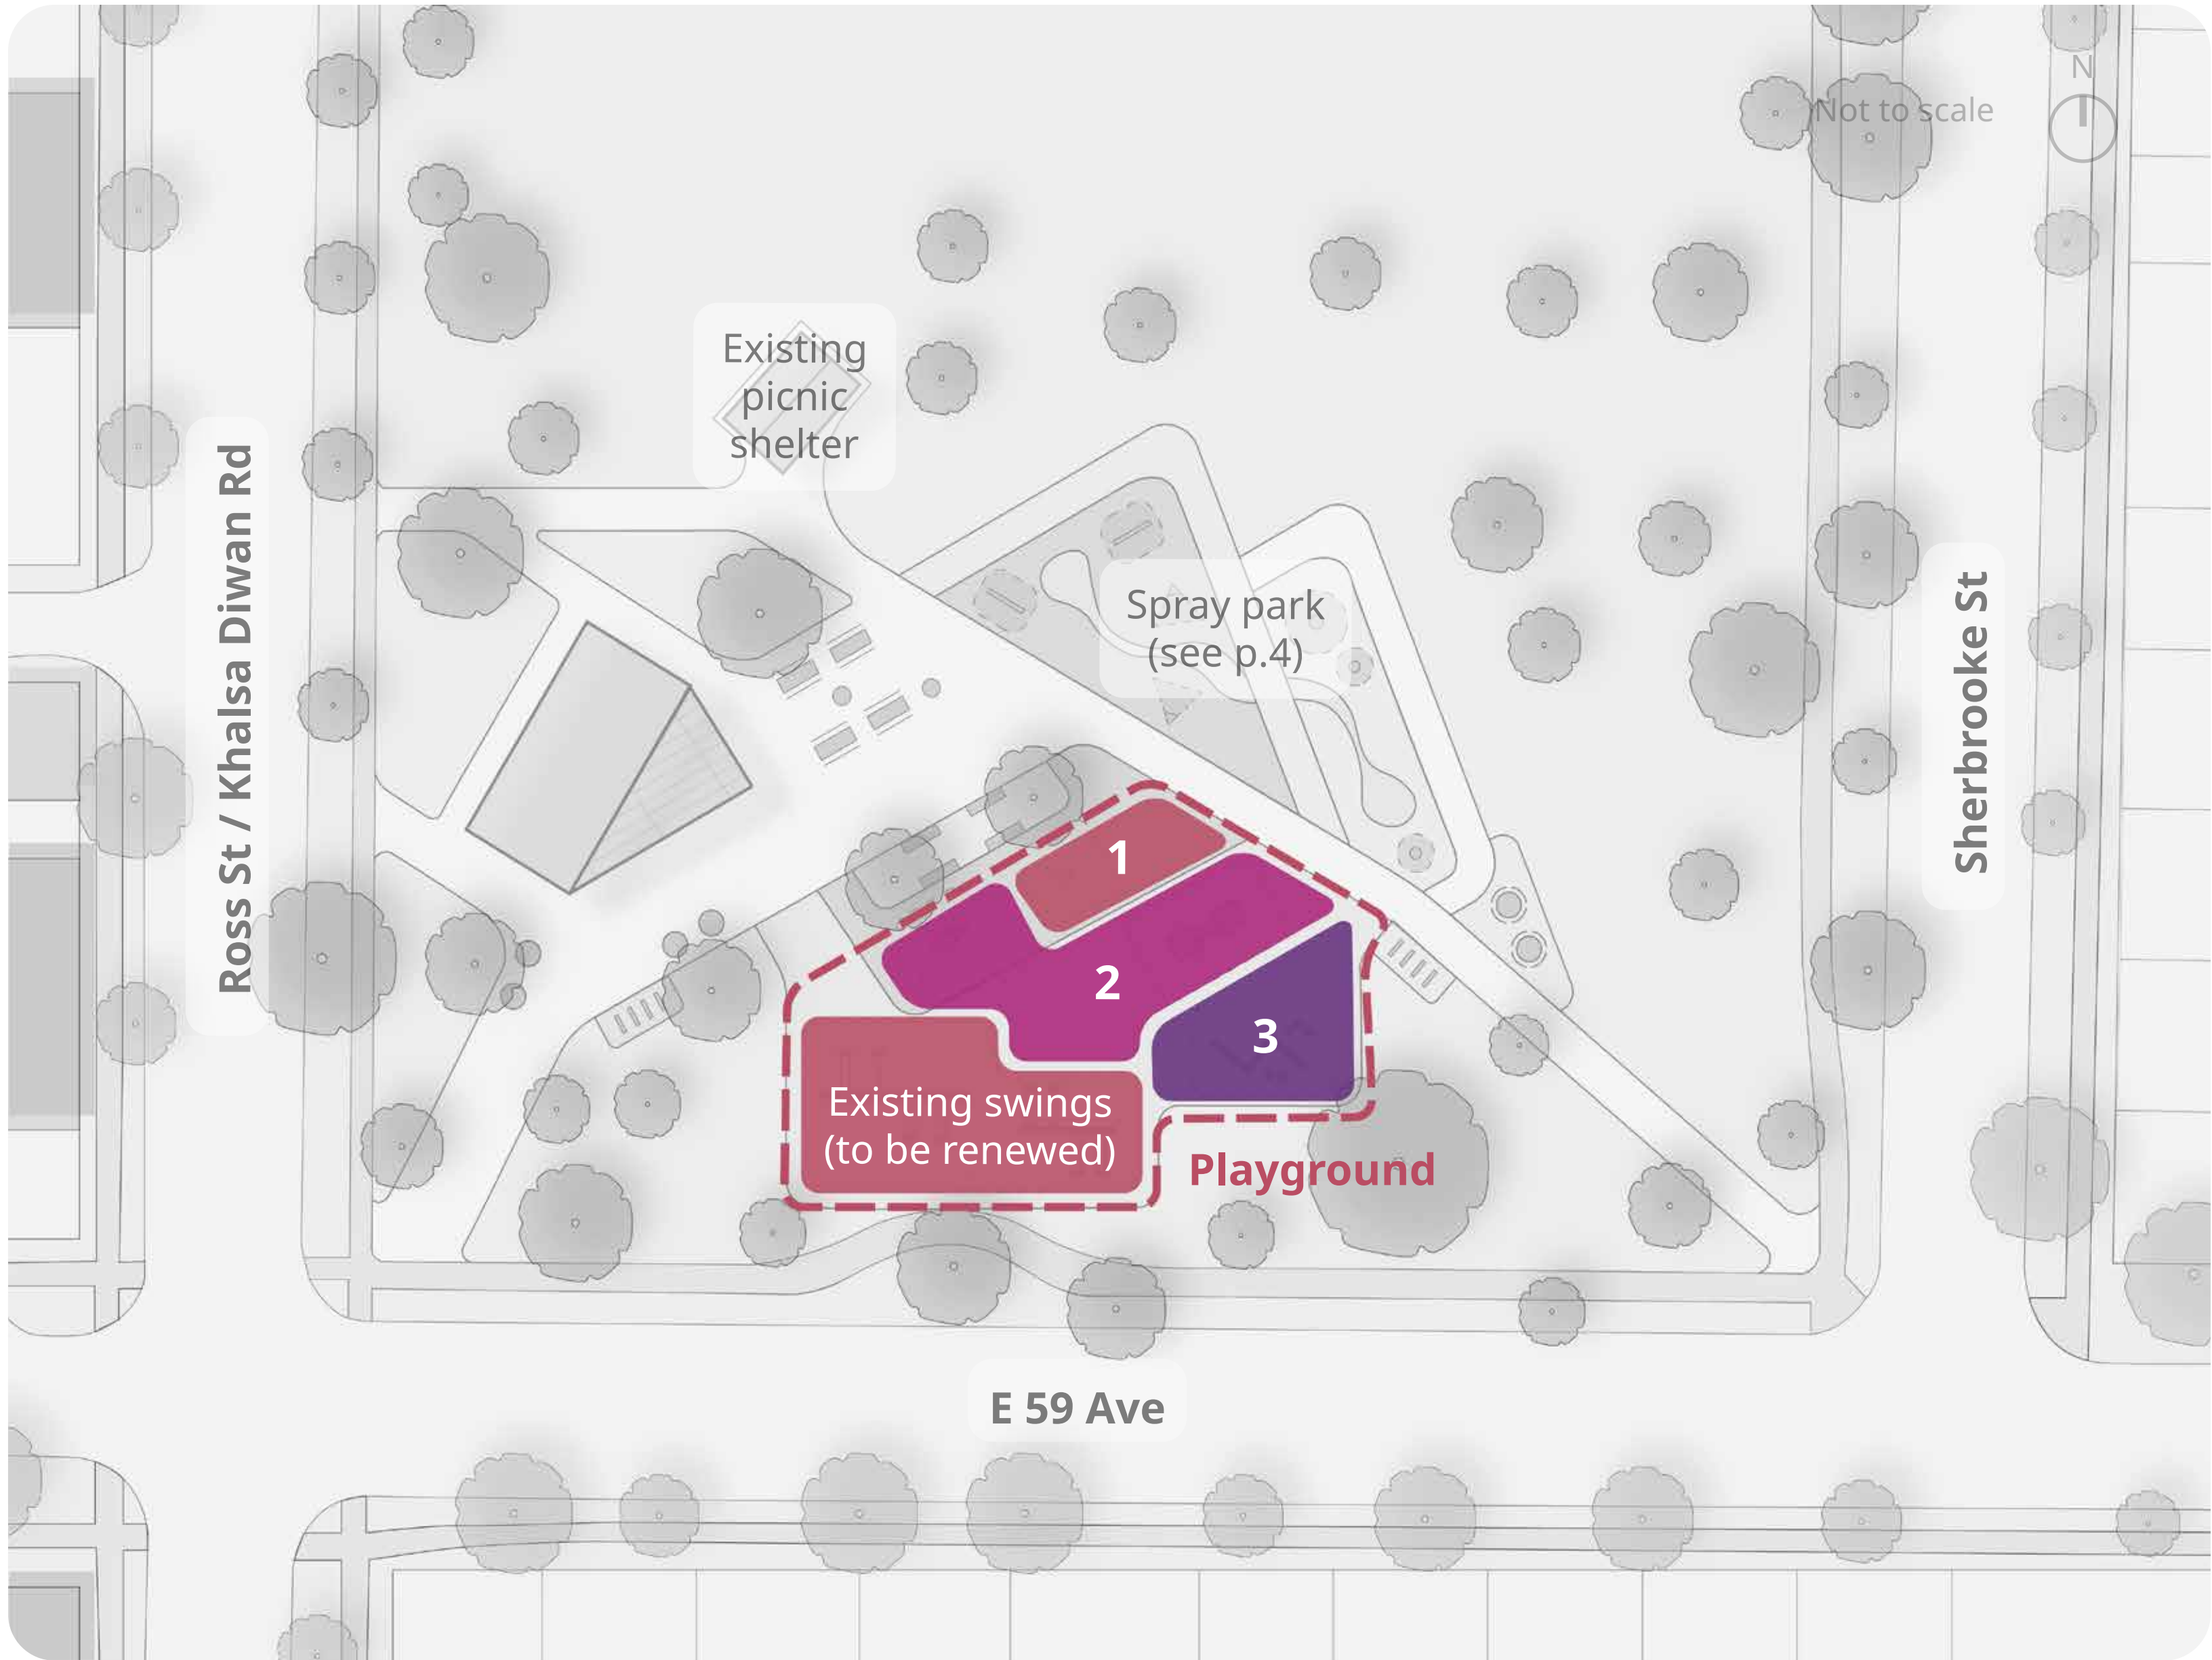 N
Not to scale
Existing
picnic
shelter
Ross St / Khalsa Diwan Rd
Spray park
(see p.4)
Sherbrooke St
1
2
3
Existing swings
(to be renewed)
Playground
E 59 Ave